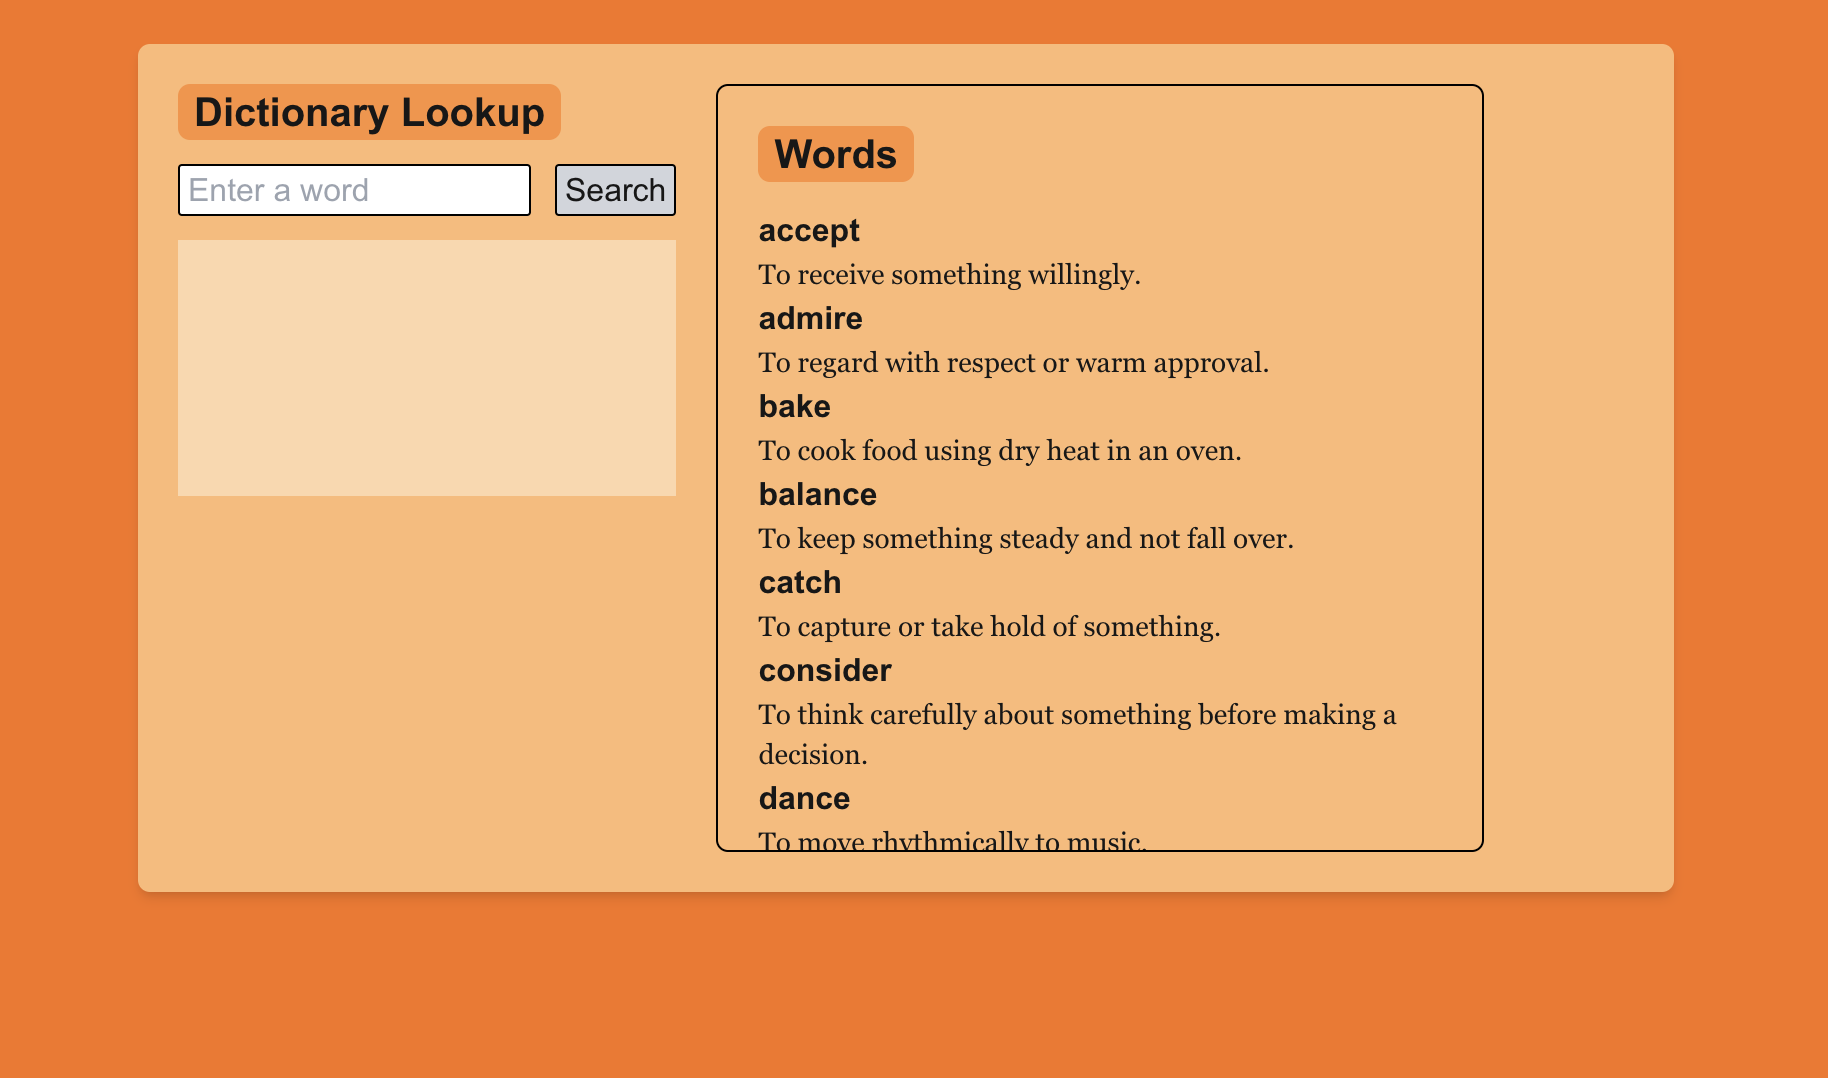 Dictionary Lookup
Enter a word
Search
Words
accept
To receive something willingly.
admire
To regard with respect or warm approval.
bake
To cook food using dry heat in an oven.
balance
To keep something steady and not fall over.
catch
To capture or take hold of something.
consider
To think carefully about something before making a
decision.
dance
To move rhythmically to music.